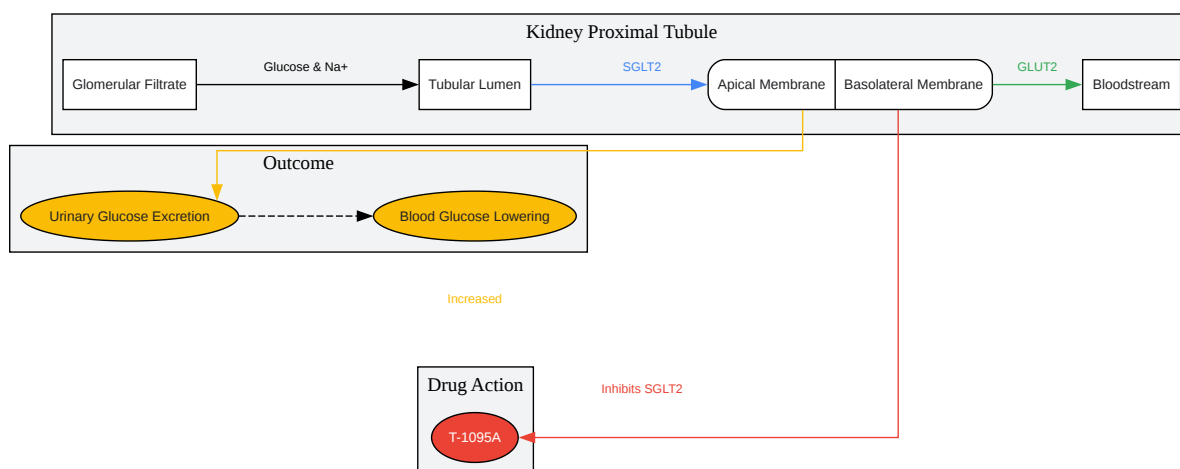 Kidney Proximal Tubule
Glomerular Filtrate
Glucose & Na+
Tubular Lumen
SGLT2
Apical Membrane
Basolateral Membrane
GLUT2
Bloodstream
Outcome
Urinary Glucose Excretion
Blood Glucose Lowering
Increased
Drug Action
Inhibits SGLT2
T-1095A